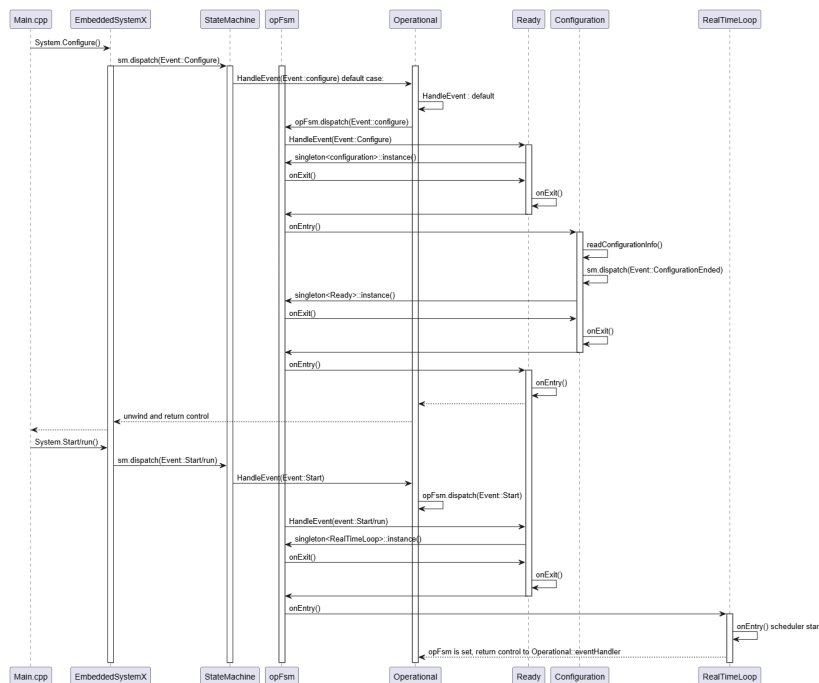 Main.cpp EmbeddedSystemX StateMachine opFsm Operational Ready Configuration RealTimeLoop
System.Configure()
sm.dispatch(Event::Configure)
HandleEvent(Event::configure) default case:
HandleEvent : default
opFsm.dispatch(Event::configure)
HandleEvent(Event::Configure)
singleton<configuration>::instance()
onExit()
onExit()
onEntry()
readConfigurationInfo()
sm.dispatch(Event::ConfigurationEnded)
singleton<Ready>::instance()
onExit()
onExit()
onEntry()
onEntry()
unwind and return control
System.Start/run()
sm.dispatch(Event::Start/run)
HandleEvent(Event::Start)
opFsm.dispatch(Event::Start)
HandleEvent(event::Start/run)
singleton<RealTimeLoop>::instance()
onExit()
onExit()
onEntry()
onEntry() scheduler star
opFsm is set, return control to Operational::eventHandler
Main.cpp EmbeddedSystemX StateMachine opFsm Operational Ready Configuration RealTimeLoop